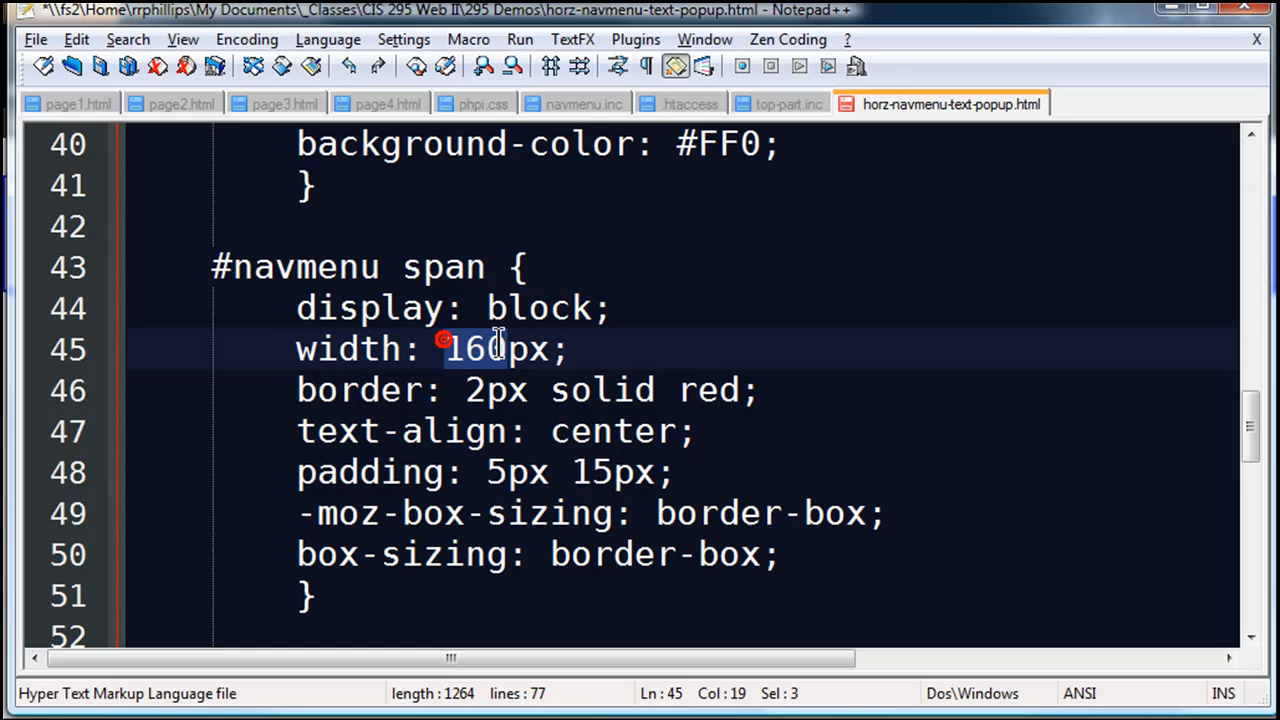 *\\fs2\Home\rrphillips\My Documents\_Classes\CIS 295 Web II\295 Demos\horz-navmenu-text-popup.html - Notepad++
File Edit Search View Encoding Language Settings Macro Run TextFX Plugins Window Zen Coding ? X
page1.html page2.html page3.html page4.html phpi.css navmenu.inc .htaccess top-part.inc horz-navmenu-text-popup.html
40 background-color: #FF0;
41 }
42
43 #navmenu span {
44 display: block;
45 width: 160px;
46 border: 2px solid red;
47 text-align: center;
48 padding: 5px 15px;
49 -moz-box-sizing: border-box;
50 box-sizing: border-box;
51 }
52
Hyper Text Markup Language file length : 1264 lines : 77 Ln : 45 Col : 19 Sel : 3 Dos\Windows ANSI INS